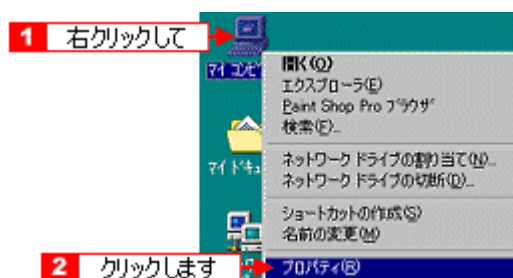 1 右クリックして
マイ コンピ
開く(O)
エクスプローラ(E)
Paint Shop Pro ブラウザ
検索(F)...
マイ ドキュ
ネットワーク ドライブの割り当て(N)...
ネットワーク ドライブの切断(D)...
ショートカットの作成(S)
名前の変更(M)
2 クリックします
プロパティ(R)